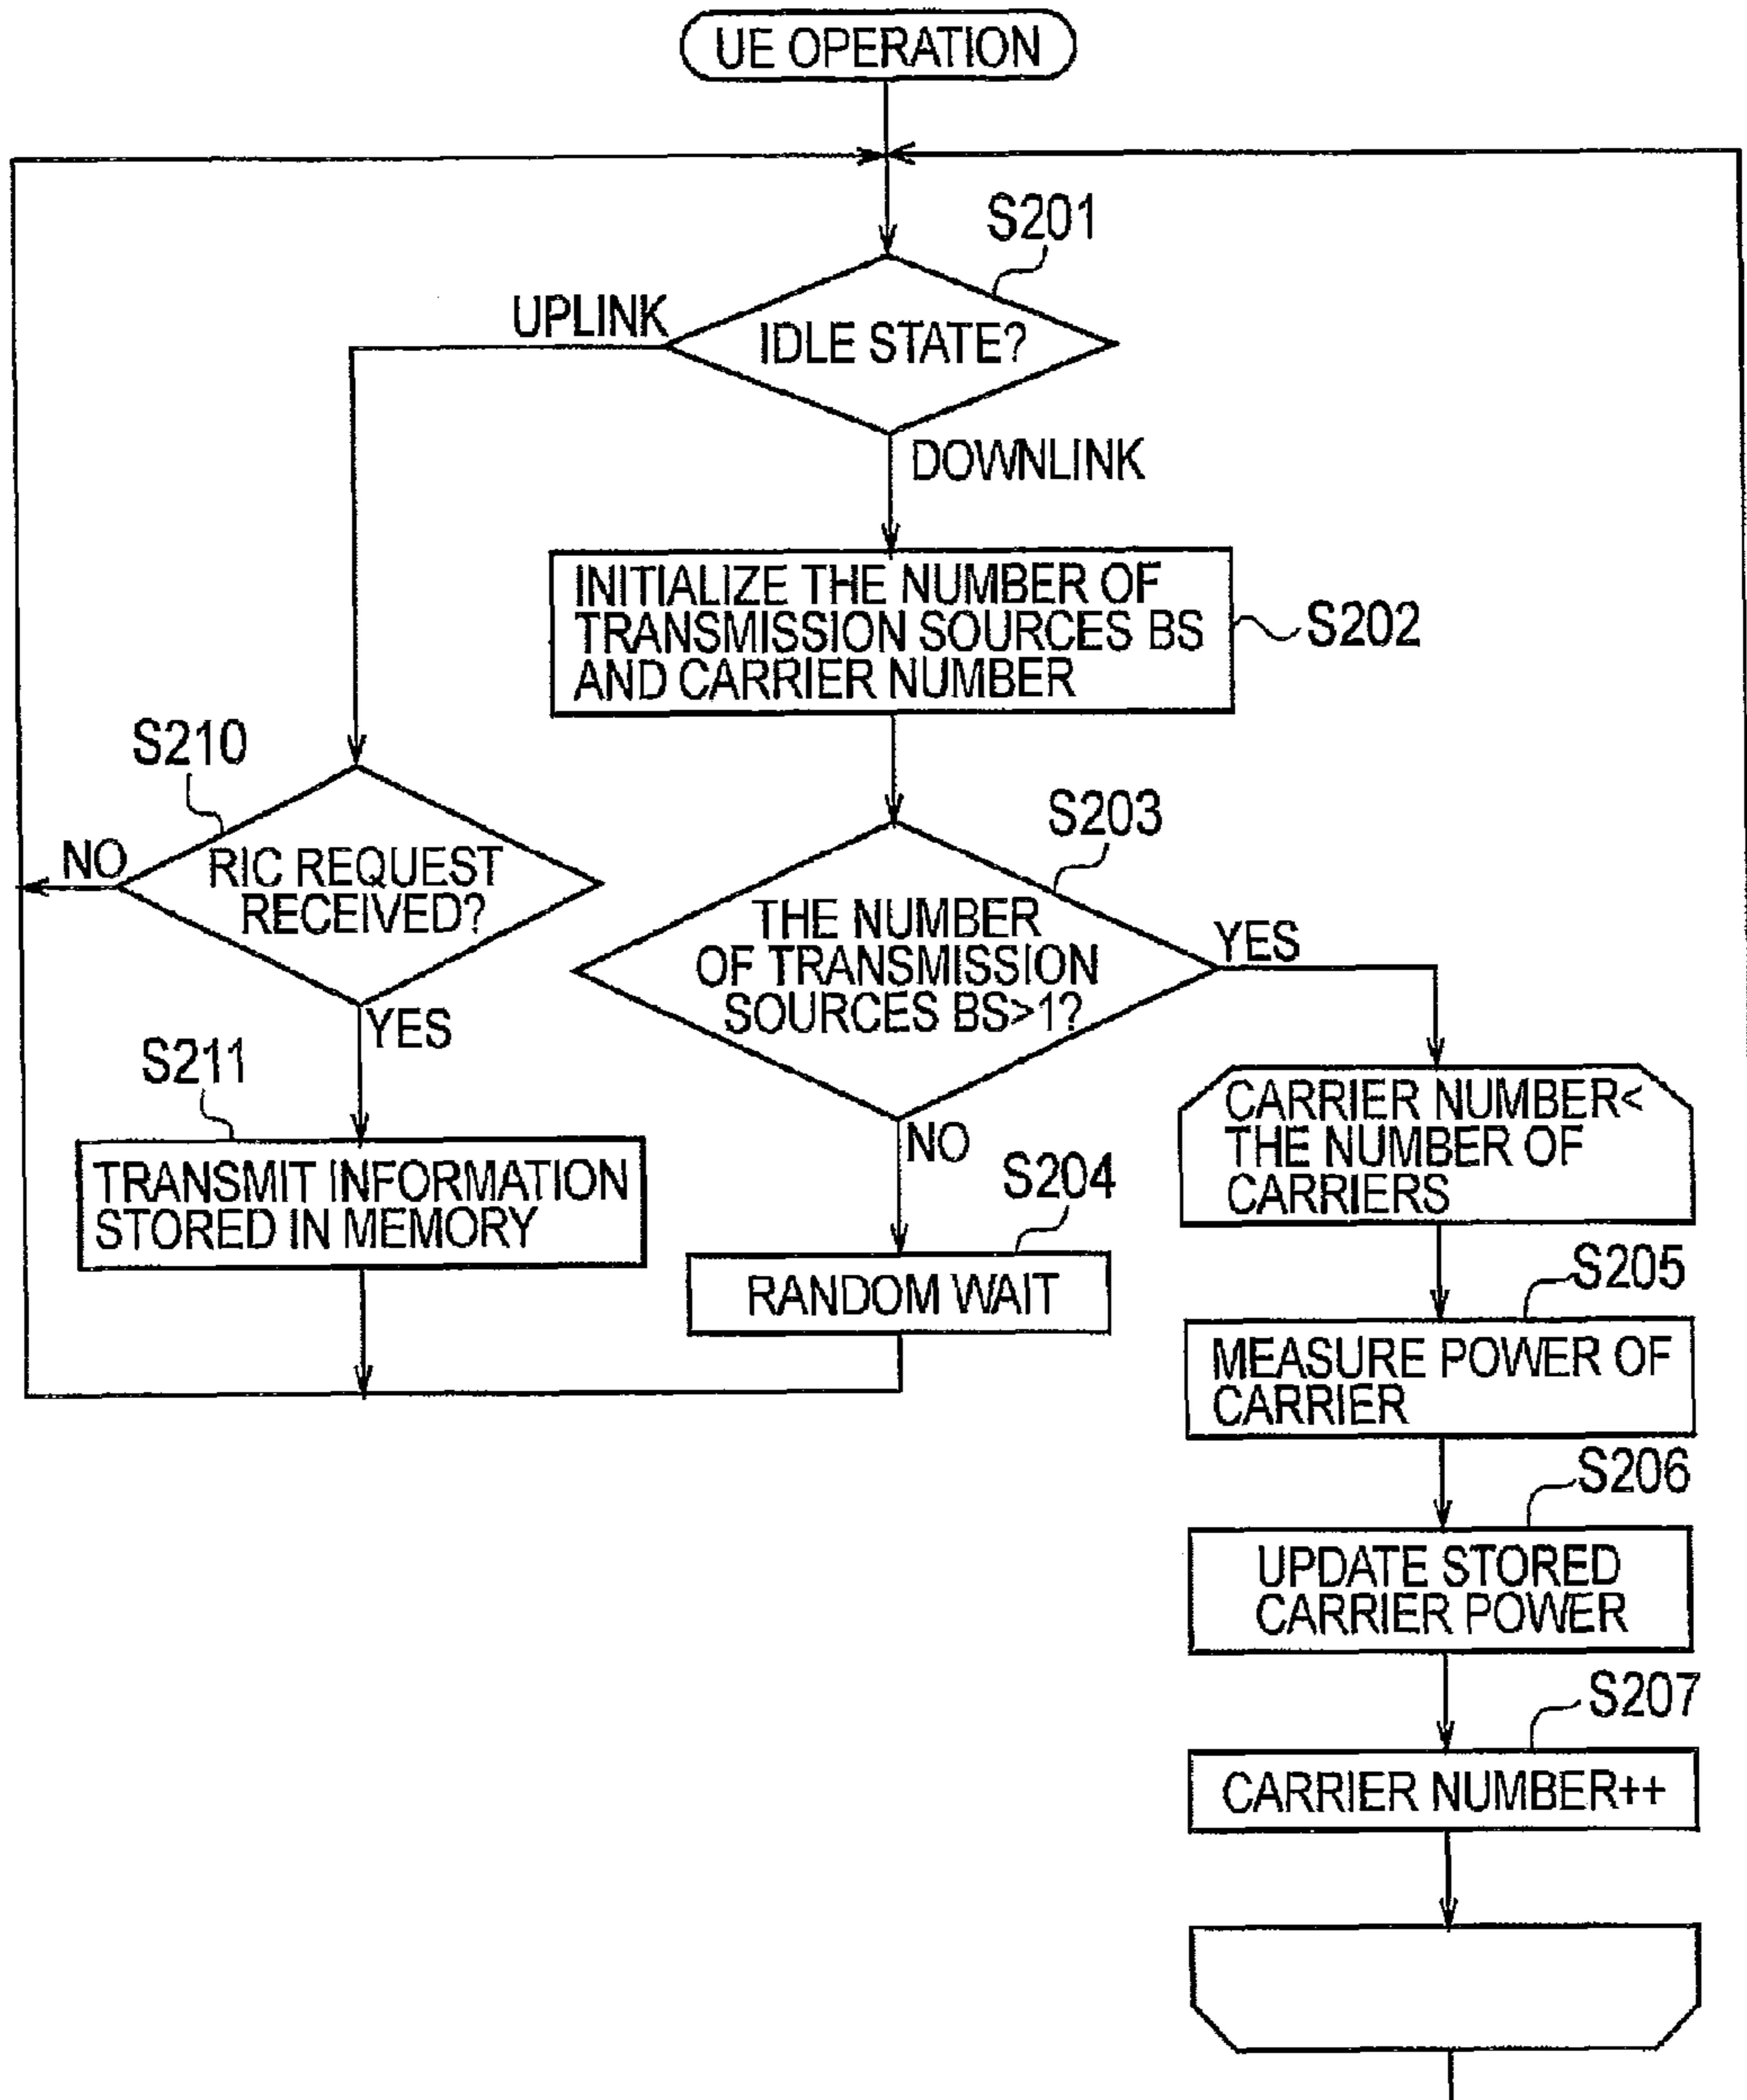 UE OPERATION
S201
UPLINK
IDLE STATE?
DOWNLINK
INITIALIZE THE NUMBER OF
TRANSMISSION SOURCES BS
AND CARRIER NUMBER
S202
S210
NO
RIC REQUEST
RECEIVED?
YES
S203
THE NUMBER
OF TRANSMISSION
SOURCES BS>1?
YES
NO
S211
TRANSMIT INFORMATION
STORED IN MEMORY
S204
RANDOM WAIT
CARRIER NUMBER<
THE NUMBER OF
CARRIERS
S205
MEASURE POWER OF
CARRIER
S206
UPDATE STORED
CARRIER POWER
S207
CARRIER NUMBER++